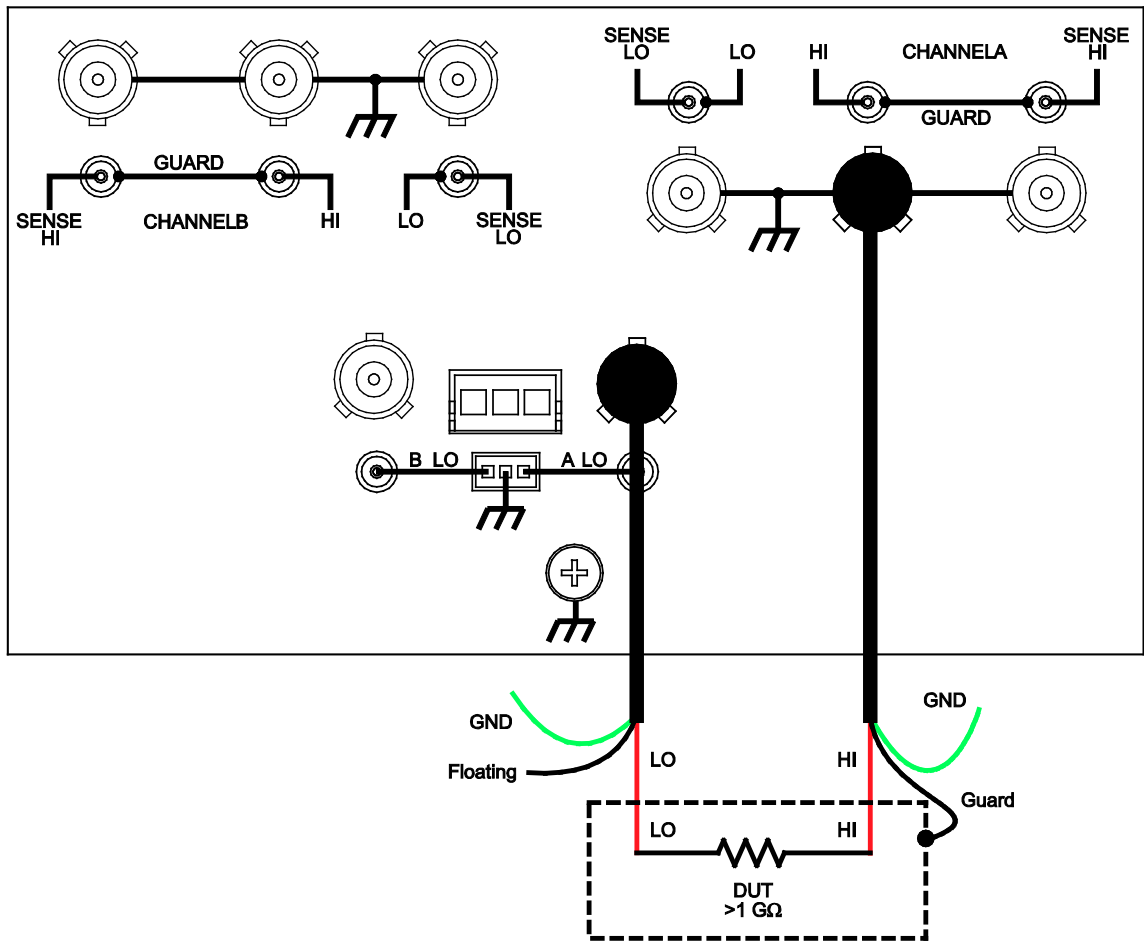 SENSE
LO
LO
HI
CHANNELA
SENSE
HI
GUARD
GUARD
SENSE
HI
CHANNELB
HI
LO
SENSE
LO
B LO
A LO
GND
GND
Floating
LO
HI
Guard
LO
HI
DUT
>1 GΩ